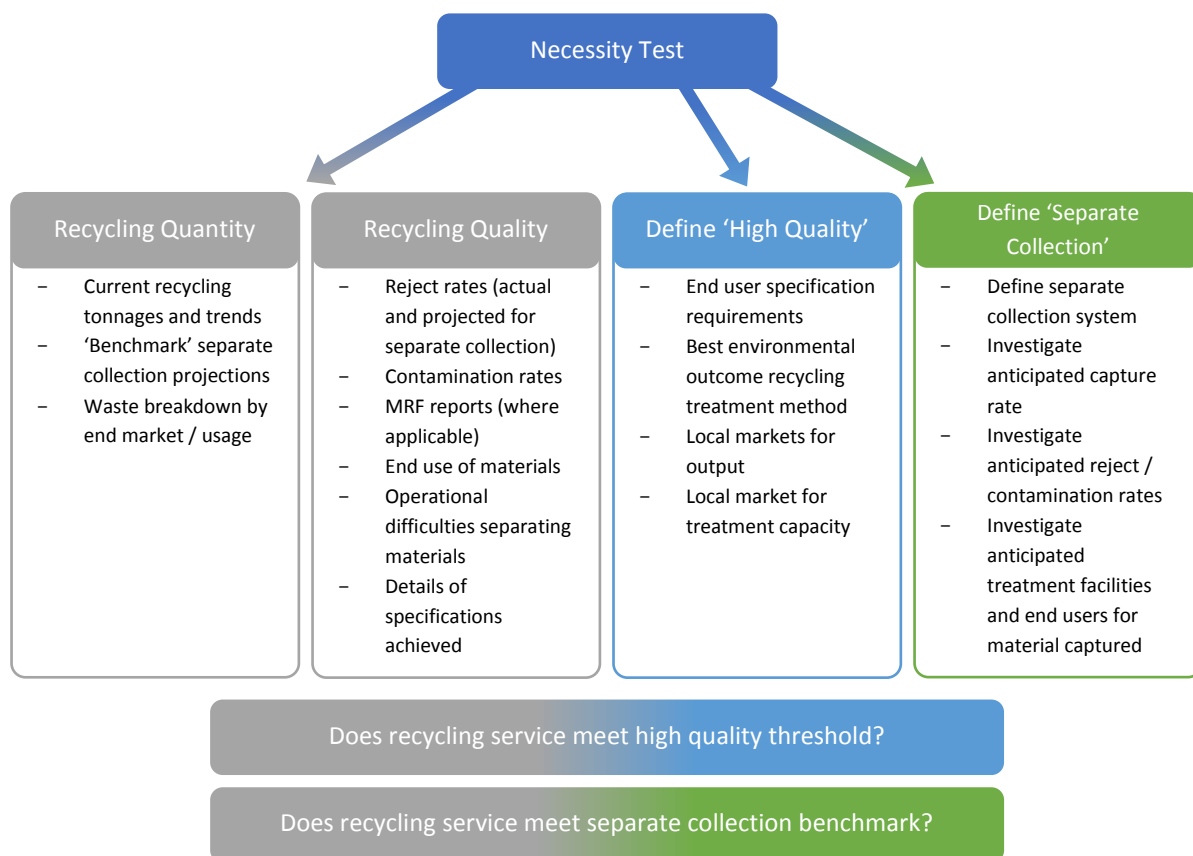 Necessity Test
Recycling Quantity
– Current recycling
tonnages and trends
– ‘Benchmark’ separate
collection projections
– Waste breakdown by
end market / usage
Recycling Quality
– Reject rates (actual
and projected for
separate collection)
– Contamination rates
– MRF reports (where
applicable)
– End use of materials
– Operational
difficulties separating
materials
– Details of
specifications
achieved
Define ‘High Quality’
– End user specification
requirements
– Best environmental
outcome recycling
treatment method
– Local markets for
output
– Local market for
treatment capacity
Define ‘Separate
Collection’
– Define separate
collection system
– Investigate
anticipated capture
rate
– Investigate
anticipated reject /
contamination rates
– Investigate
anticipated
treatment facilities
and end users for
material captured
Does recycling service meet high quality threshold?
Does recycling service meet separate collection benchmark?